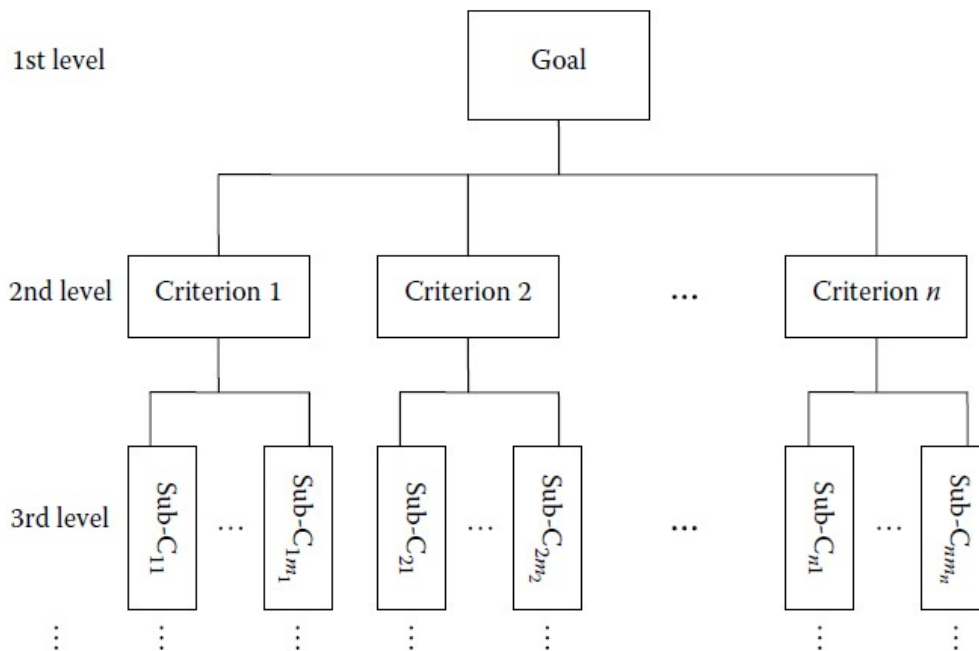 1st level Goal
2nd level Criterion 1 Criterion 2 ... Criterion n
3rd level Sub-C₁₁ ... Sub-C₁ₘ₁ Sub-C₂₁ ... Sub-C₂ₘ₂ ... Sub-Cₙ₁ ... Sub-Cₙₘₙ
⋮ ⋮ ⋮ ⋮ ⋮ ⋮ ⋮